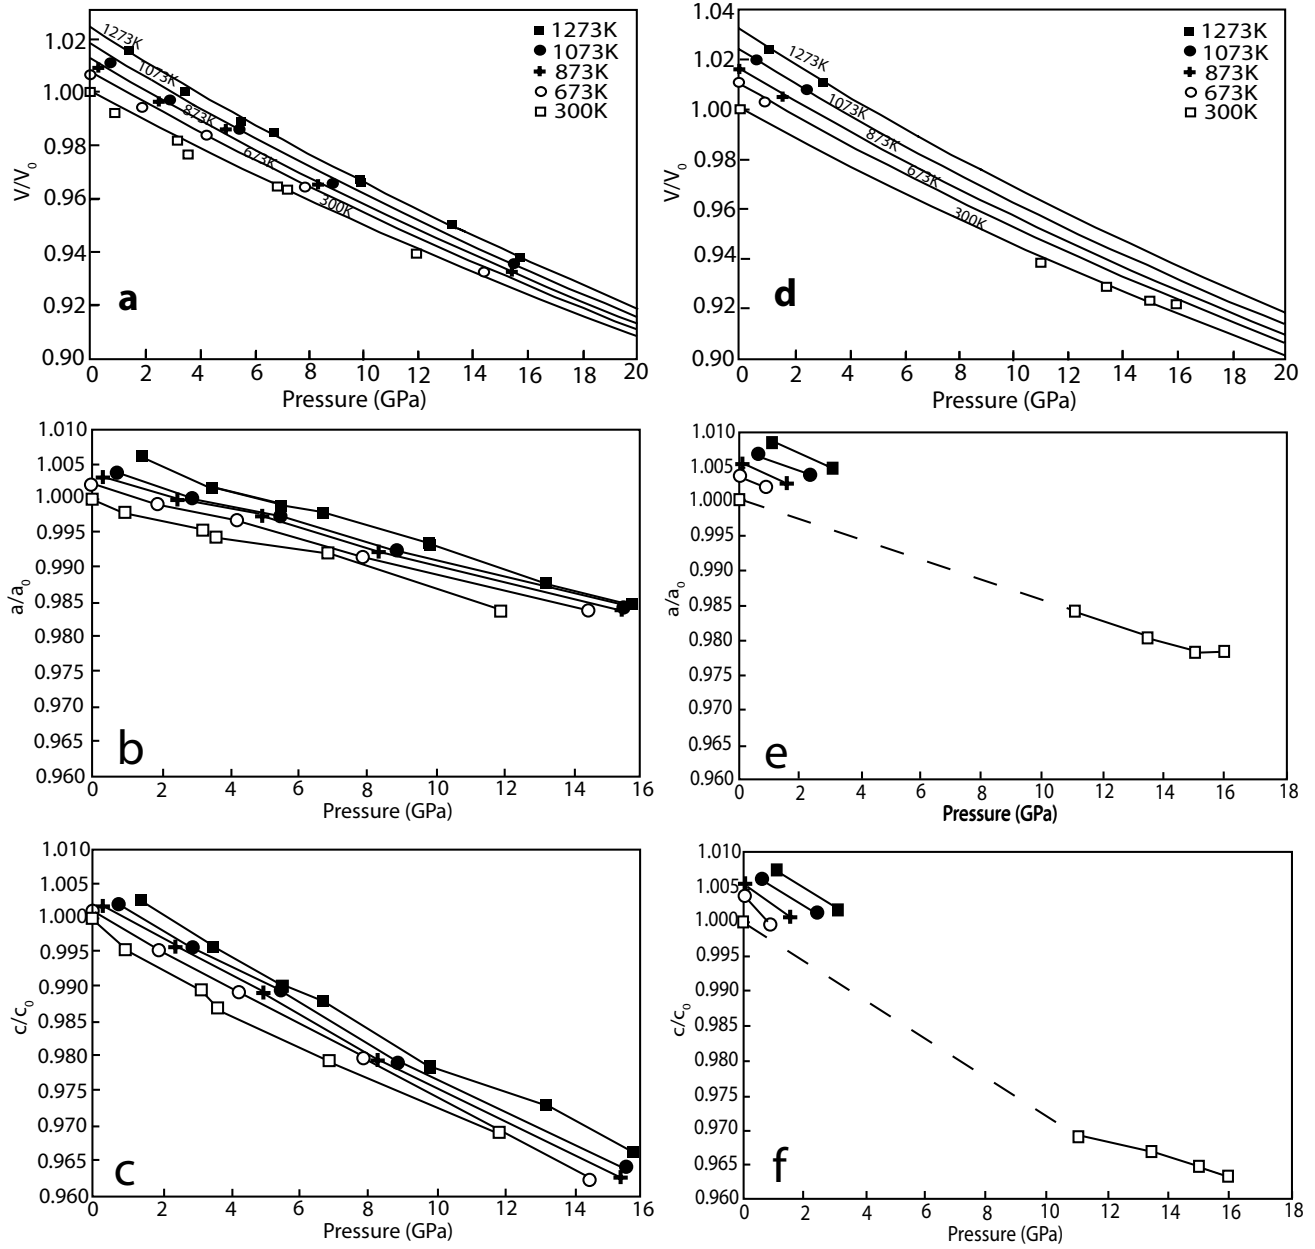 1.02
1.00
0.98
0.96
0.94
0.92
0.90
V/V0
1273K
1073K
873K
673K
300K
1273K
1073K
873K
673K
300K
a
0 2 4 6 8 10 12 14 16 18 20
Pressure (GPa)
1.04
1.02
1.00
0.98
0.96
0.94
0.92
0.90
V/V0
1273K
1073K
873K
673K
300K
1273K
1073K
873K
673K
300K
d
0 2 4 6 8 10 12 14 16 18 20
Pressure (GPa)
1.010
1.005
1.000
0.995
0.990
0.985
0.980
0.975
0.970
0.965
0.960
a/a0
b
0 2 4 6 8 10 12 14 16
Pressure (GPa)
1.010
1.005
1.000
0.995
0.990
0.985
0.980
0.975
0.970
0.965
0.960
a/a0
e
0 2 4 6 8 10 12 14 16 18
Pressure (GPa)
1.010
1.005
1.000
0.995
0.990
0.985
0.980
0.975
0.970
0.965
0.960
c/c0
c
0 2 4 6 8 10 12 14 16
Pressure (GPa)
1.010
1.005
1.000
0.995
0.990
0.985
0.980
0.975
0.970
0.965
0.960
c/c0
f
0 2 4 6 8 10 12 14 16 18
Pressure (GPa)